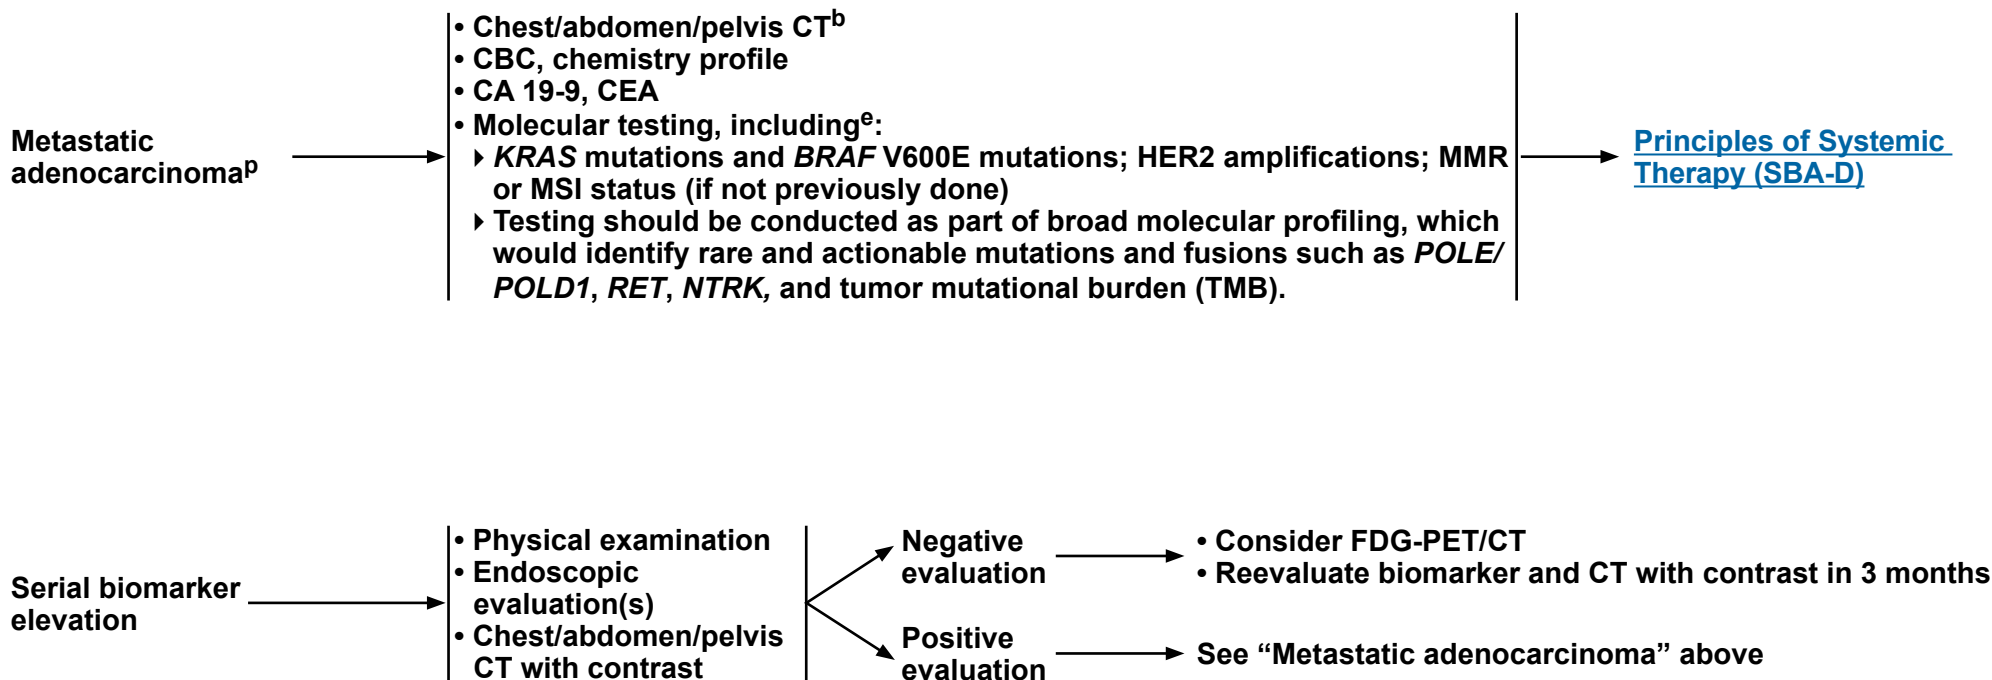 Metastatic
adenocarcinomaᵖ
• Chest/abdomen/pelvis CTᵇ
• CBC, chemistry profile
• CA 19-9, CEA
• Molecular testing, includingᵉ:
▸ KRAS mutations and BRAF V600E mutations; HER2 amplifications; MMR
or MSI status (if not previously done)
▸ Testing should be conducted as part of broad molecular profiling, which
would identify rare and actionable mutations and fusions such as POLE/
POLD1, RET, NTRK, and tumor mutational burden (TMB).
Principles of Systemic
Therapy (SBA-D)
Serial biomarker
elevation
• Physical examination
• Endoscopic
evaluation(s)
• Chest/abdomen/pelvis
CT with contrast
Negative
evaluation
• Consider FDG-PET/CT
• Reevaluate biomarker and CT with contrast in 3 months
Positive
evaluation
See “Metastatic adenocarcinoma” above